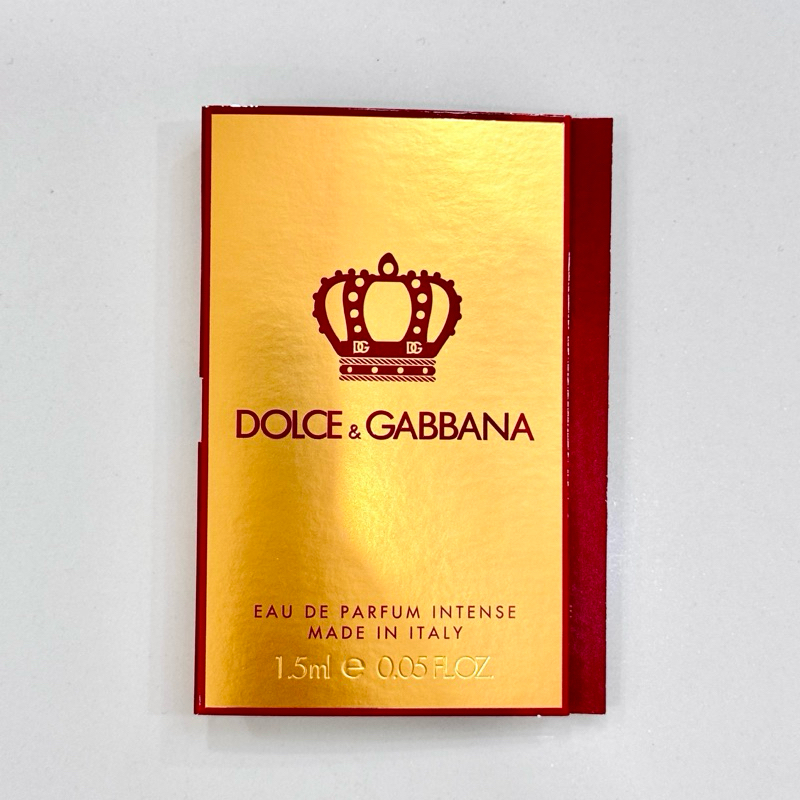 DG DG
DOLCE & GABBANA
EAU DE PARFUM INTENSE
MADE IN ITALY
1.5ml ℮ 0.05 FL.OZ.